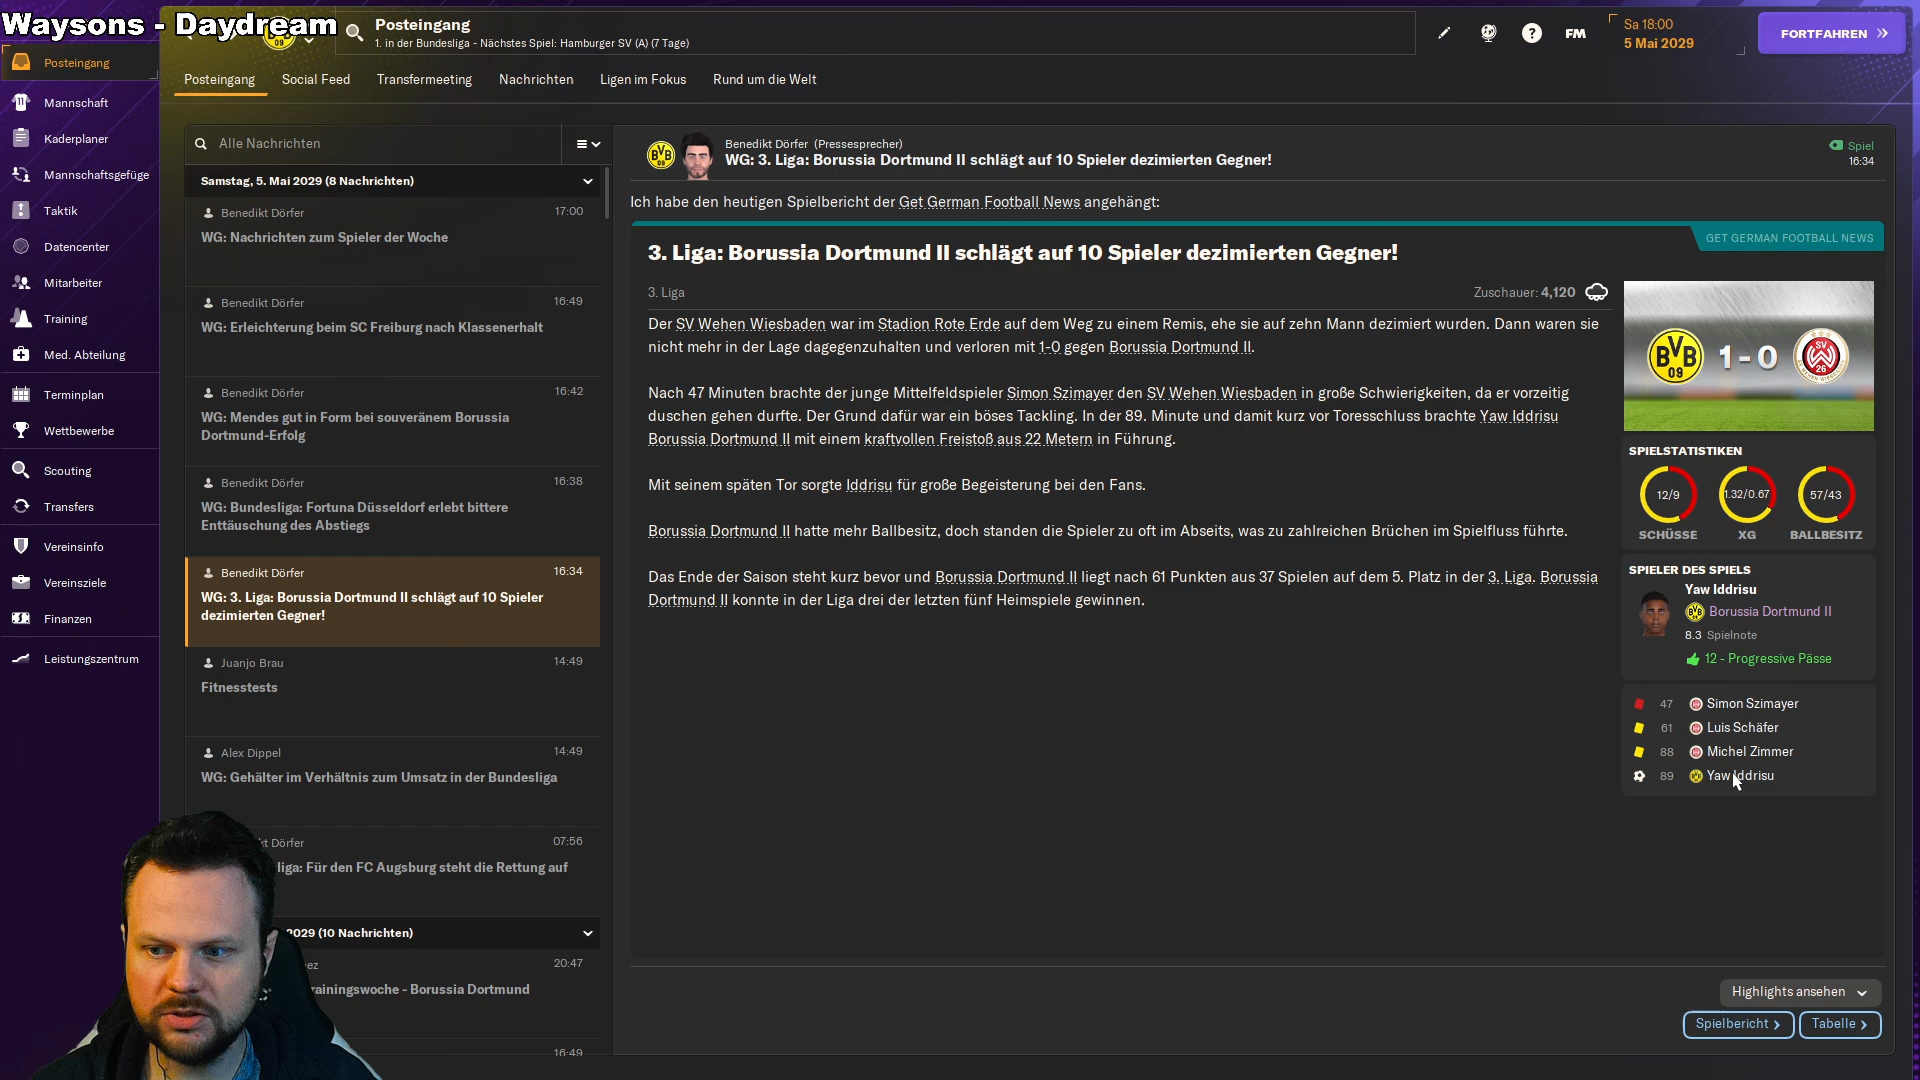 Waysons - Daydream
Posteingang
1. in der Bundesliga - Nächstes Spiel: Hamburger SV (A) (7 Tage)
FM
Sa 18:00
5 Mai 2029
FORTFAHREN
Posteingang
Social Feed
Transfermeeting
Nachrichten
Ligen im Fokus
Rund um die Welt
Posteingang
Mannschaft
Kaderplaner
Mannschaftsgefüge
Taktik
Datencenter
Mitarbeiter
Training
Med. Abteilung
Terminplan
Wettbewerbe
Scouting
Transfers
Vereinsinfo
Vereinsziele
Finanzen
Leistungszentrum
Alle Nachrichten
Samstag, 5. Mai 2029 (8 Nachrichten)
Benedikt Dörfer 17:00
WG: Nachrichten zum Spieler der Woche
Benedikt Dörfer 16:49
WG: Erleichterung beim SC Freiburg nach Klassenerhalt
Benedikt Dörfer 16:42
WG: Mendes gut in Form bei souveränem Borussia
Dortmund-Erfolg
Benedikt Dörfer 16:38
WG: Bundesliga: Fortuna Düsseldorf erlebt bittere
Enttäuschung des Abstiegs
Benedikt Dörfer 16:34
WG: 3. Liga: Borussia Dortmund II schlägt auf 10 Spieler
dezimierten Gegner!
Juanjo Brau 14:49
Fitnesstests
Alex Dippel 14:49
WG: Gehälter im Verhältnis zum Umsatz in der Bundesliga
kt Dörfer 07:56
liga: Für den FC Augsburg steht die Rettung auf
2029 (10 Nachrichten)
ez 20:47
rainingswoche - Borussia Dortmund
16:49
Benedikt Dörfer (Pressesprecher)
WG: 3. Liga: Borussia Dortmund II schlägt auf 10 Spieler dezimierten Gegner!
Spiel
16:34
Ich habe den heutigen Spielbericht der Get German Football News angehängt:
GET GERMAN FOOTBALL NEWS
3. Liga: Borussia Dortmund II schlägt auf 10 Spieler dezimierten Gegner!
3. Liga
Zuschauer: 4,120
Der SV Wehen Wiesbaden war im Stadion Rote Erde auf dem Weg zu einem Remis, ehe sie auf zehn Mann dezimiert wurden. Dann waren sie
nicht mehr in der Lage dagegenzuhalten und verloren mit 1-0 gegen Borussia Dortmund II.
Nach 47 Minuten brachte der junge Mittelfeldspieler Simon Szimayer den SV Wehen Wiesbaden in große Schwierigkeiten, da er vorzeitig
duschen gehen durfte. Der Grund dafür war ein böses Tackling. In der 89. Minute und damit kurz vor Toresschluss brachte Yaw Iddrisu
Borussia Dortmund II mit einem kraftvollen Freistoß aus 22 Metern in Führung.
Mit seinem späten Tor sorgte Iddrisu für große Begeisterung bei den Fans.
Borussia Dortmund II hatte mehr Ballbesitz, doch standen die Spieler zu oft im Abseits, was zu zahlreichen Brüchen im Spielfluss führte.
Das Ende der Saison steht kurz bevor und Borussia Dortmund II liegt nach 61 Punkten aus 37 Spielen auf dem 5. Platz in der 3. Liga. Borussia
Dortmund II konnte in der Liga drei der letzten fünf Heimspiele gewinnen.
BVB
09
1 - 0
SV
26
SPIELSTATISTIKEN
12/9
1.32/0.67
57/43
SCHÜSSE
XG
BALLBESITZ
SPIELER DES SPIELS
Yaw Iddrisu
Borussia Dortmund II
8.3 Spielnote
12 - Progressive Pässe
47 Simon Szimayer
61 Luis Schäfer
88 Michel Zimmer
89 Yaw Iddrisu
Highlights ansehen
Spielbericht
Tabelle